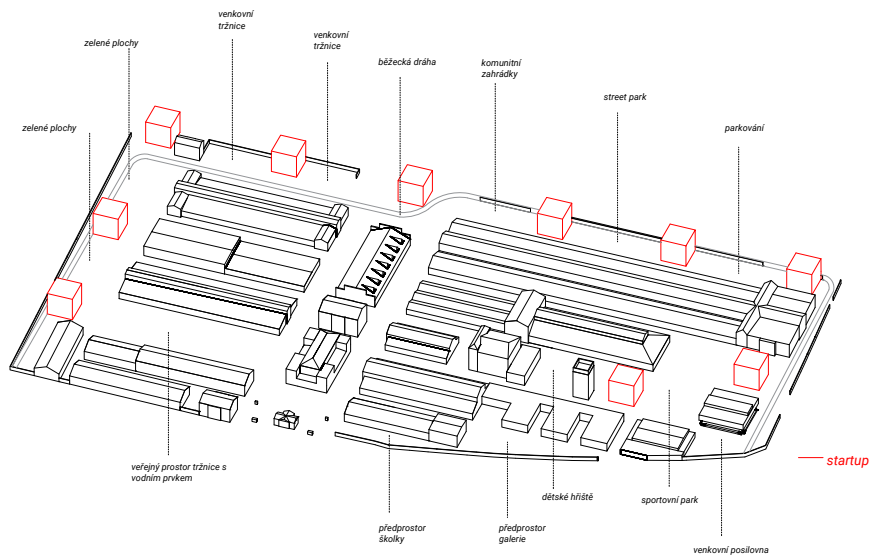 venkovní
tržnice
venkovní
tržnice
zelené plochy
běžecká dráha
komunitní
zahrádky
street park
zelené plochy
parkování
startup
veřejný prostor tržnice s
vodním prvkem
dětské hřiště
sportovní park
předprostor
školky
předprostor
galerie
venkovní posilovna